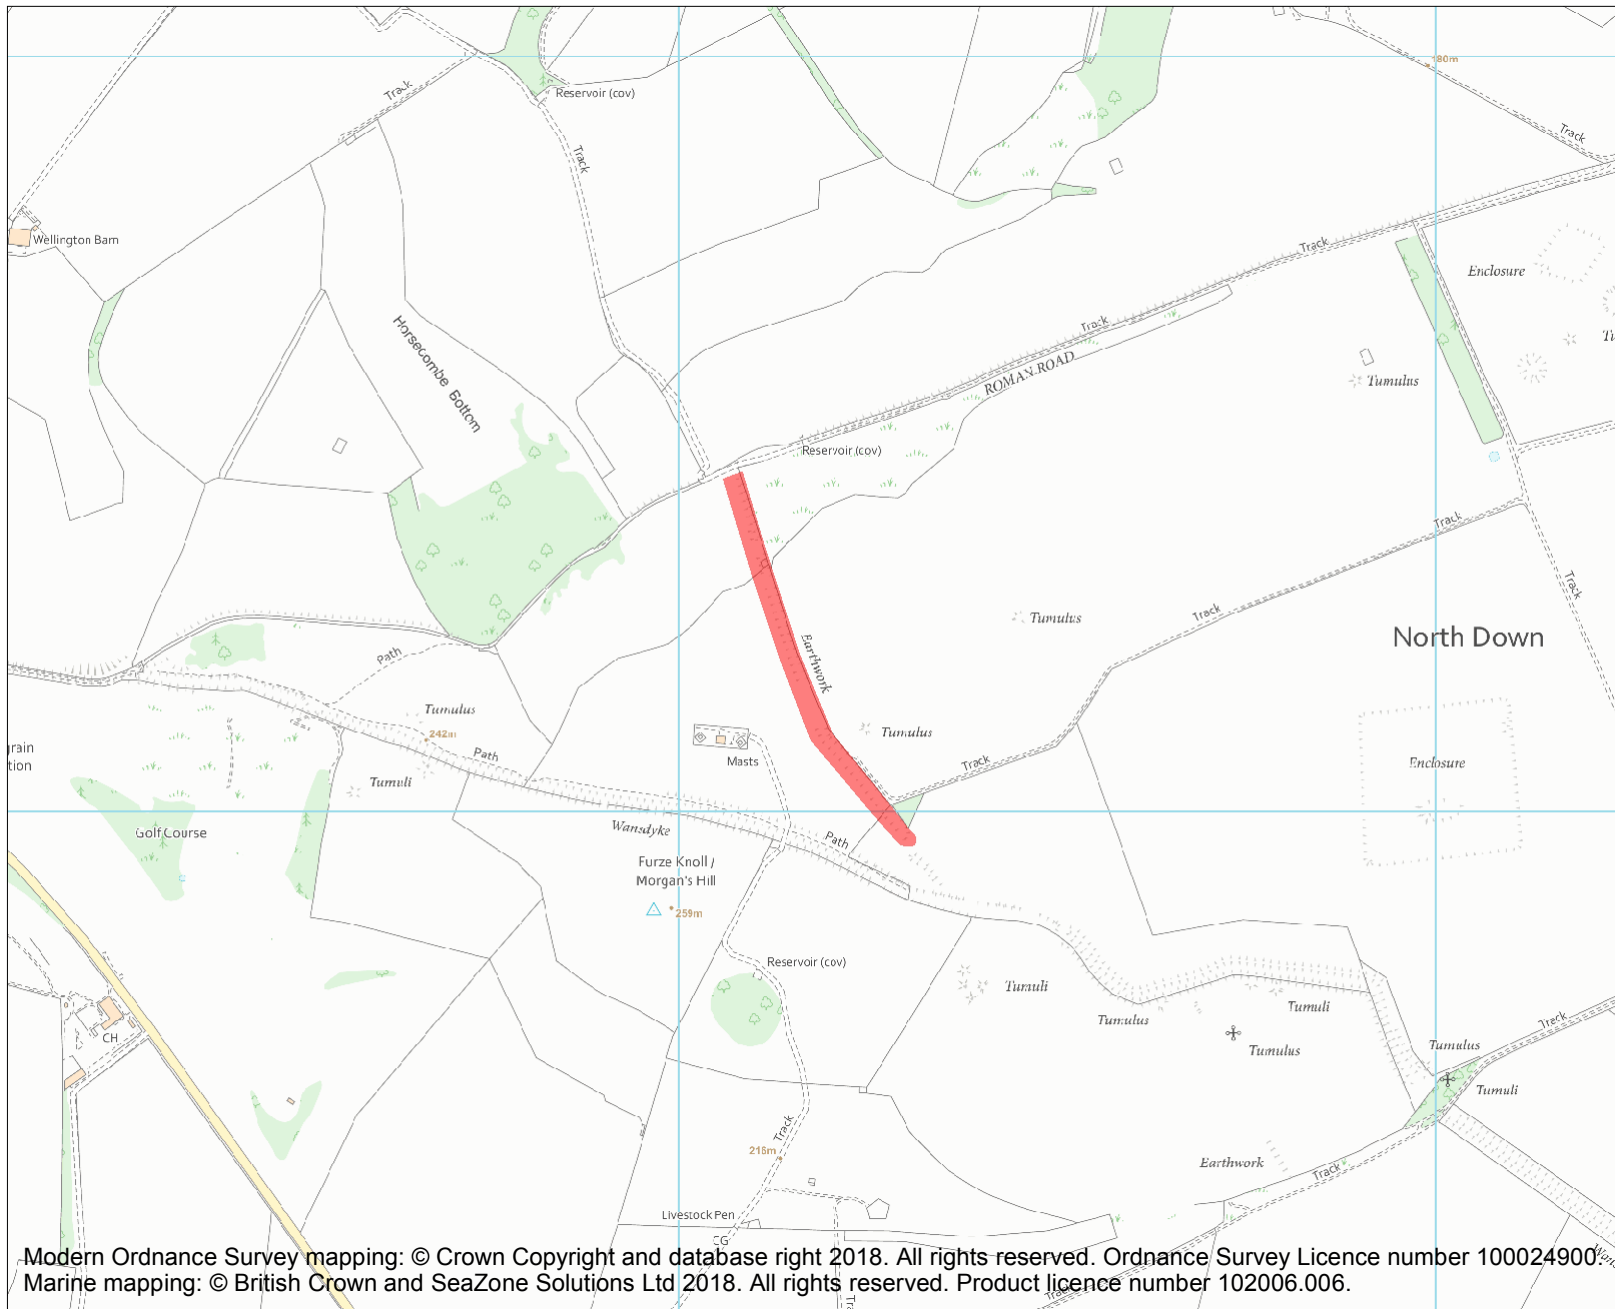 180m
Track
Reservoir (cov)
Track
Track
Wellington Barn
Track
Enclosure
Horsecombe Bottom
Track
ROMAN ROAD
Tumulus
Reservoir (cov)
Track
Track
Tumulus
Track
North Down
Earthwork
Path
Tumulus
242m
Tumulus
Path
Masts
Track
Enclosure
Tumuli
Golf Course
Wansdyke
Path
Furze Knoll /
Morgan's Hill
259m
Reservoir (cov)
Tumuli
Tumulus
Tumuli
Track
CH
Tumulus
Tumulus
Tumuli
Track
216m
Earthwork
Track
Livestock Pen
CG
Modern Ordnance Survey mapping: © Crown Copyright and database right 2018. All rights reserved. Ordnance Survey Licence number 100024900.
Marine mapping: © British Crown and SeaZone Solutions Ltd 2018. All rights reserved. Product licence number 102006.006.
Track